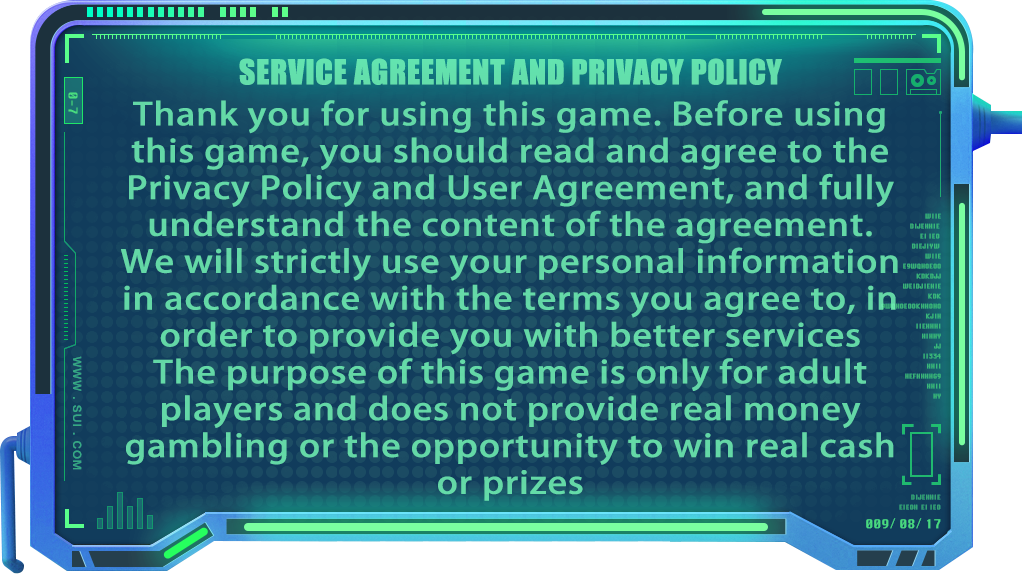 SERVICE AGREEMENT AND PRIVACY POLICY
0-7
Thank you for using this game. Before using
this game, you should read and agree to the
Privacy Policy and User Agreement, and fully
understand the content of the agreement.
We will strictly use your personal information
in accordance with the terms you agree to, in
order to provide you with better services
The purpose of this game is only for adult
players and does not provide real money
gambling or the opportunity to win real cash
or prizes
WWW . SUI . COM
009/ 08/ 17